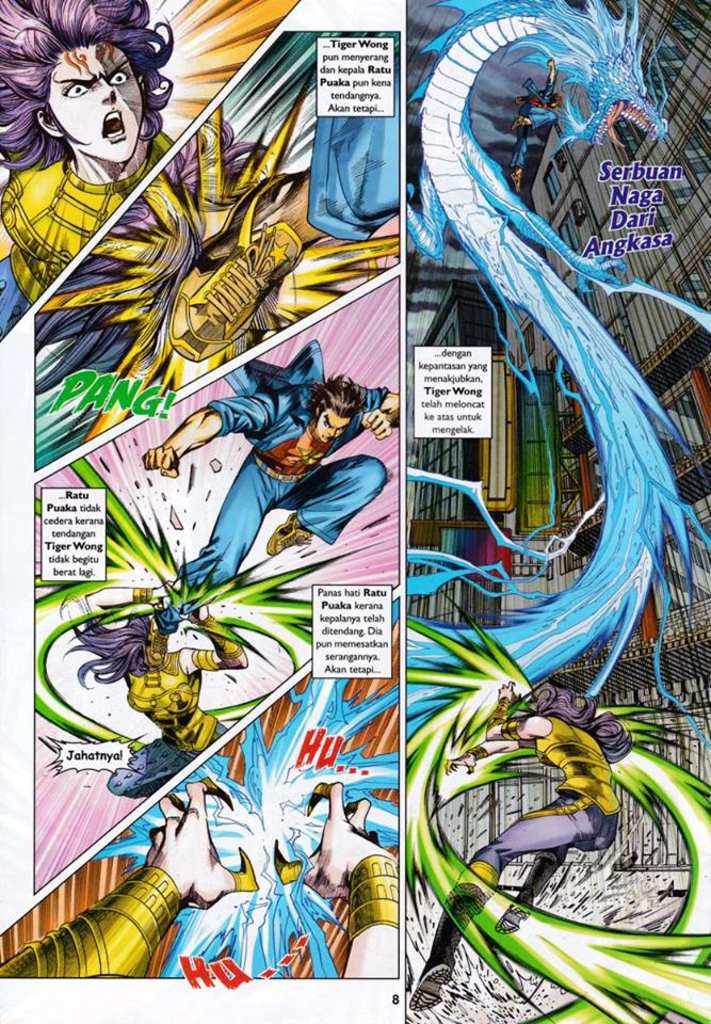 ...Tiger Wong
pun menyerang
dan kepala Ratu
Puaka pun kena
tendangnya.
Akan tetapi...
PANG!
...Ratu
Puaka tidak
cedera kerana
tendangan
Tiger Wong
tidak begitu
berat lagi.
Jahatnya!
Panas hati Ratu
Puaka kerana
kepalanya telah
ditendang. Dia
pun memesatkan
serangannya.
Akan tetapi...
HU...
HU...
8
Serbuan
Naga
Dari
Angkasa
...dengan
kepantasan yang
menakjubkan,
Tiger Wong
telah meloncat
ke atas untuk
mengelak.